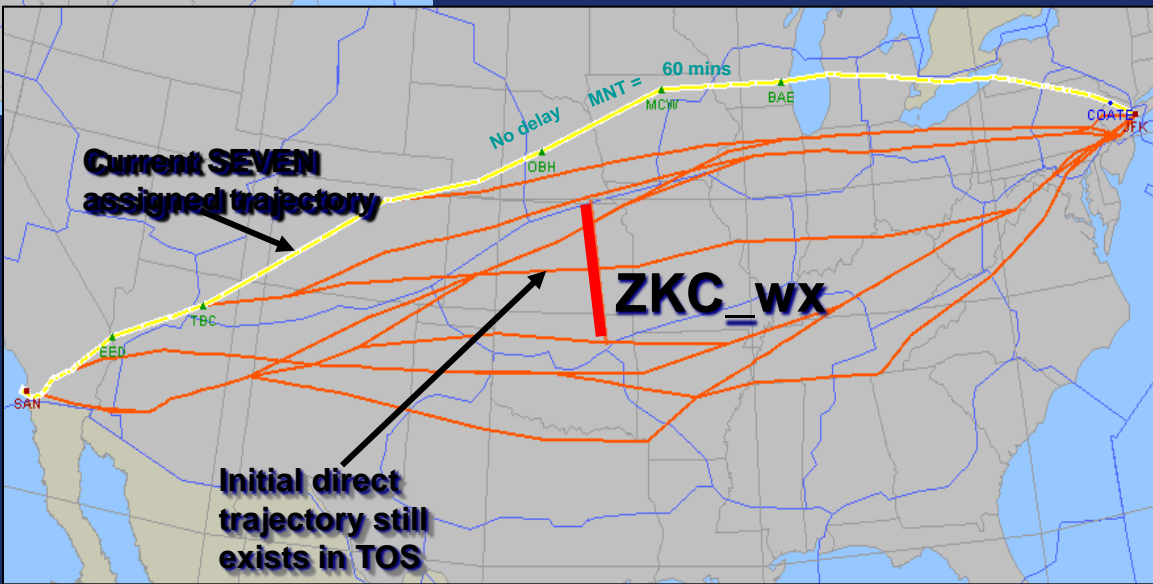 No delay MNT = 60 mins
MCW
BAE
COATE
JFK
OBH
Current SEVEN
assigned trajectory
TBC
EED
SAN
ZKC_wx
Initial direct
trajectory still
exists in TOS